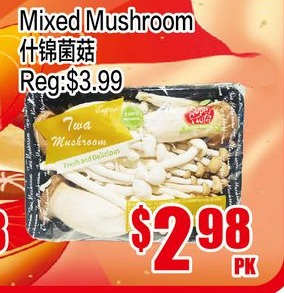 Mixed Mushroom
什锦菌菇
Reg:$3.99
Twa
Mushroom
Fresh and Delicious
$2.98
PK